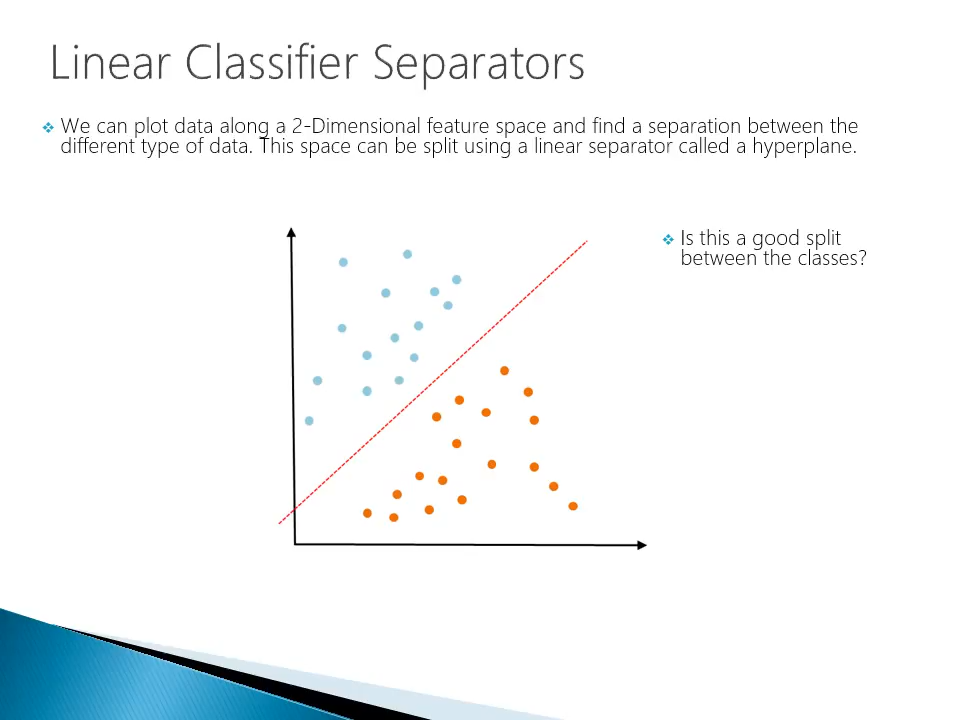 Linear Classifier Separators
We can plot data along a 2-Dimensional feature space and find a separation between the
different type of data. This space can be split using a linear separator called a hyperplane.
Is this a good split
between the classes?